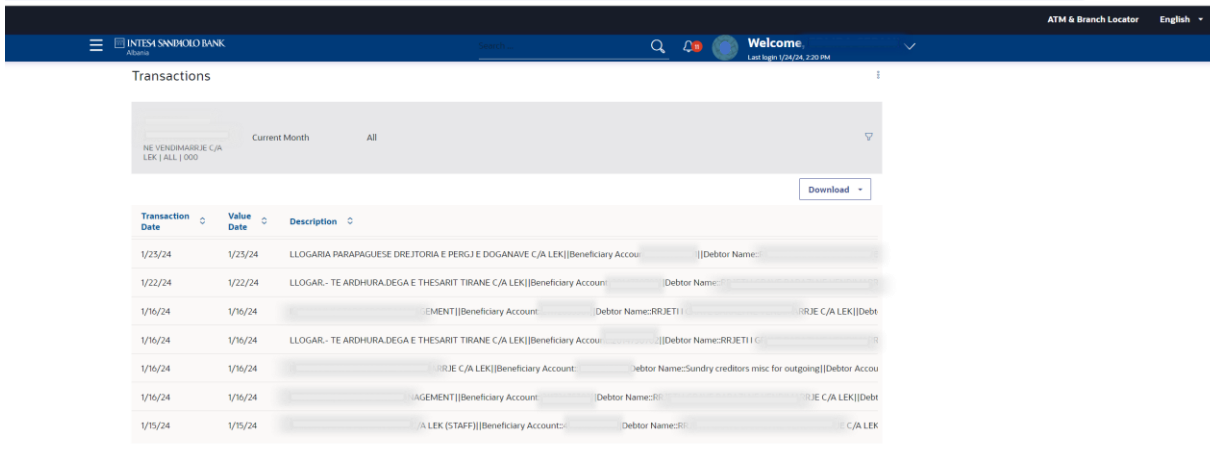 ATM & Branch Locator English
INTESA SANPAOLO BANK
Albania
Search...
Welcome,
Last login 1/24/24, 2:20 PM
Transactions
NE VENDIMARRJE C/A
LEK | ALL | 000
Current Month All
Download
Transaction Date Value Date Description
1/23/24 1/23/24 LLOGARIA PARAPAGUESE DREJTORIA E PERGJ E DOGANAVE C/A LEK||Beneficiary Accou ||Debtor Name::
1/22/24 1/22/24 LLOGAR.- TE ARDHURA.DEGA E THESARIT TIRANE C/A LEK||Beneficiary Account |Debtor Name::
1/16/24 1/16/24 EMENT||Beneficiary Account: |Debtor Name::RRJETI I RRJE C/A LEK||Debt
1/16/24 1/16/24 LLOGAR.- TE ARDHURA.DEGA E THESARIT TIRANE C/A LEK||Beneficiary Accou ||Debtor Name::RRJETI I
1/16/24 1/16/24 RRJE C/A LEK||Beneficiary Account: Debtor Name::Sundry creditors misc for outgoing||Debtor Accou
1/16/24 1/16/24 AGEMENT||Beneficiary Account |Debtor Name::R JE C/A LEK||Debt
1/15/24 1/15/24 /A LEK (STAFF)||Beneficiary Account:: Debtor Name::R C/A LEK